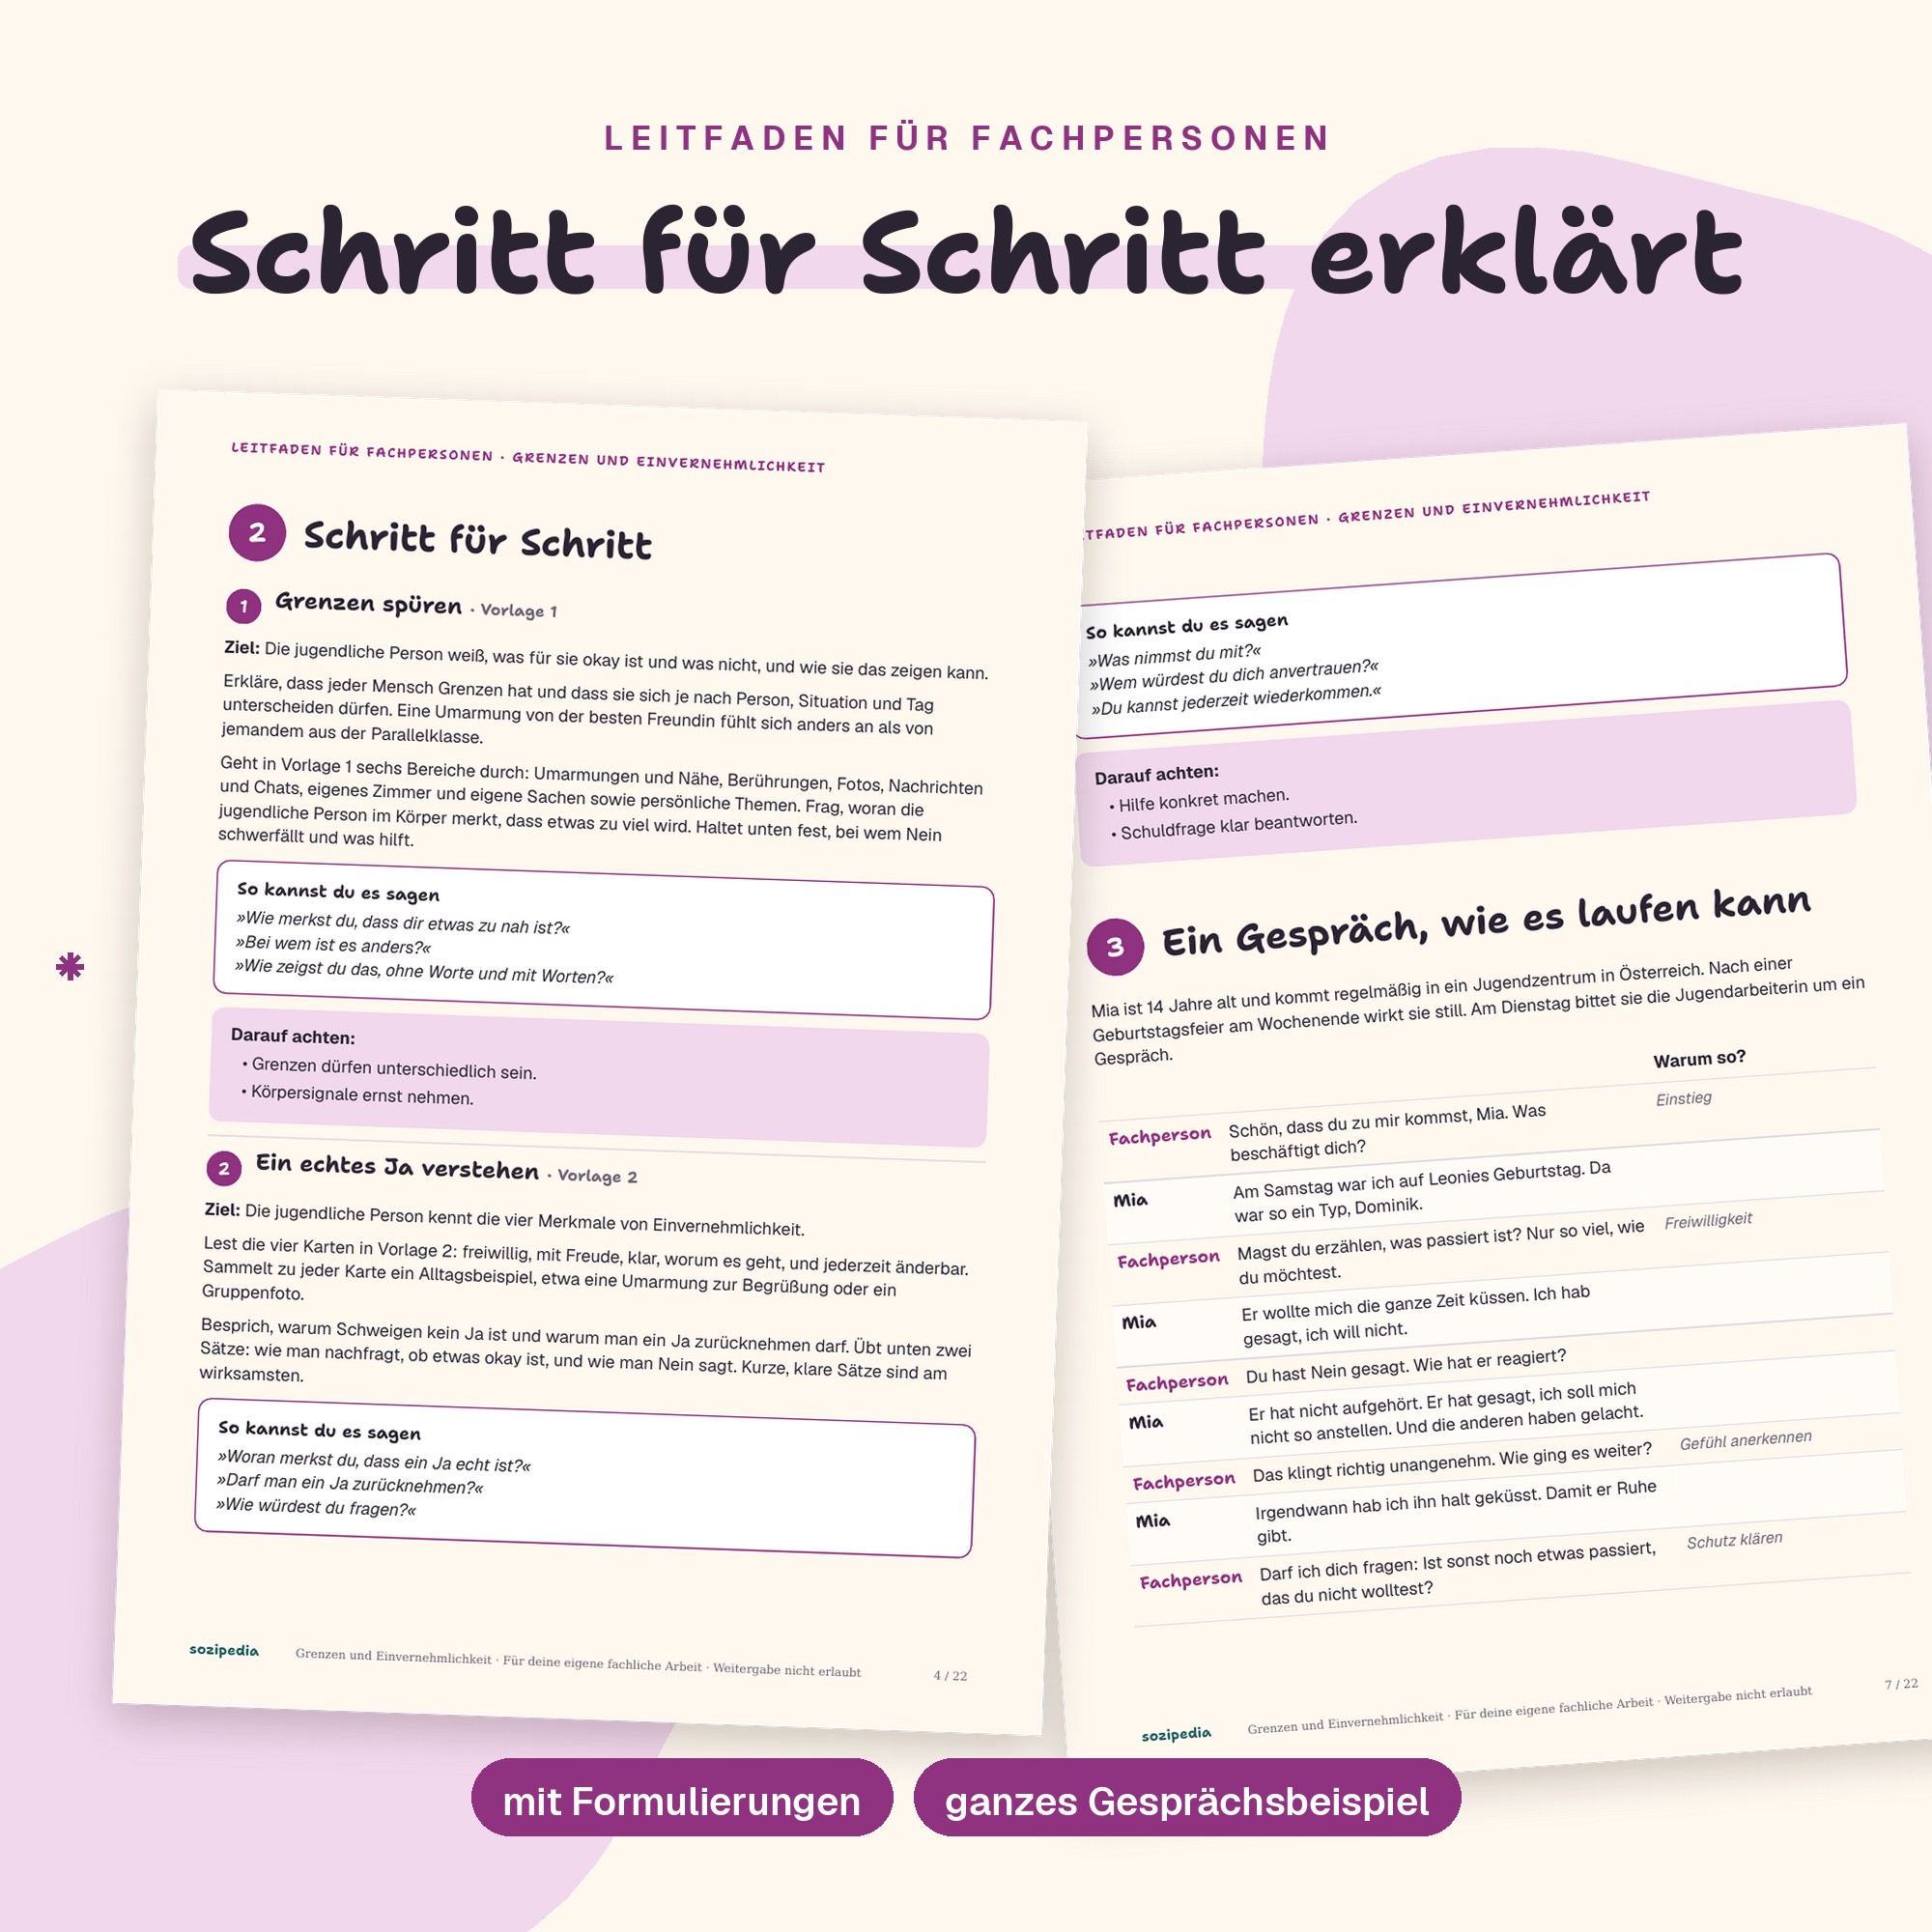 LEITFADEN FÜR FACHPERSONEN
Schritt für Schritt erklärt
LEITFADEN FÜR FACHPERSONEN · GRENZEN UND EINVERNEHMLICHKEIT
2 Schritt für Schritt
1 Grenzen spüren · Vorlage 1
Ziel: Die jugendliche Person weiß, was für sie okay ist und was nicht, und wie sie das zeigen kann.
Erkläre, dass jeder Mensch Grenzen hat und dass sie sich je nach Person, Situation und Tag
unterscheiden dürfen. Eine Umarmung von der besten Freundin fühlt sich anders an als von
jemandem aus der Parallelklasse.
Geht in Vorlage 1 sechs Bereiche durch: Umarmungen und Nähe, Berührungen, Fotos, Nachrichten
und Chats, eigenes Zimmer und eigene Sachen sowie persönliche Themen. Frag, woran die
jugendliche Person im Körper merkt, dass etwas zu viel wird. Haltet unten fest, bei wem Nein
schwerfällt und was hilft.
So kannst du es sagen
»Wie merkst du, dass dir etwas zu nah ist?«
»Bei wem ist es anders?«
»Wie zeigst du das, ohne Worte und mit Worten?«
Darauf achten:
• Grenzen dürfen unterschiedlich sein.
• Körpersignale ernst nehmen.
2 Ein echtes Ja verstehen · Vorlage 2
Ziel: Die jugendliche Person kennt die vier Merkmale von Einvernehmlichkeit.
Lest die vier Karten in Vorlage 2: freiwillig, mit Freude, klar, worum es geht, und jederzeit änderbar.
Sammelt zu jeder Karte ein Alltagsbeispiel, etwa eine Umarmung zur Begrüßung oder ein
Gruppenfoto.
Besprich, warum Schweigen kein Ja ist und warum man ein Ja zurücknehmen darf. Übt unten zwei
Sätze: wie man nachfragt, ob etwas okay ist, und wie man Nein sagt. Kurze, klare Sätze sind am
wirksamsten.
So kannst du es sagen
»Woran merkst du, dass ein Ja echt ist?«
»Darf man ein Ja zurücknehmen?«
»Wie würdest du fragen?«
sozipedia Grenzen und Einvernehmlichkeit · Für deine eigene fachliche Arbeit · Weitergabe nicht erlaubt 4 / 22
TFADEN FÜR FACHPERSONEN · GRENZEN UND EINVERNEHMLICHKEIT
So kannst du es sagen
»Was nimmst du mit?«
»Wem würdest du dich anvertrauen?«
»Du kannst jederzeit wiederkommen.«
Darauf achten:
• Hilfe konkret machen.
• Schuldfrage klar beantworten.
3 Ein Gespräch, wie es laufen kann
Mia ist 14 Jahre alt und kommt regelmäßig in ein Jugendzentrum in Österreich. Nach einer
Geburtstagsfeier am Wochenende wirkt sie still. Am Dienstag bittet sie die Jugendarbeiterin um ein
Gespräch.
Warum so?
Fachperson Schön, dass du zu mir kommst, Mia. Was Einstieg
beschäftigt dich?
Mia Am Samstag war ich auf Leonies Geburtstag. Da
war so ein Typ, Dominik.
Fachperson Magst du erzählen, was passiert ist? Nur so viel, wie Freiwilligkeit
du möchtest.
Mia Er wollte mich die ganze Zeit küssen. Ich hab
gesagt, ich will nicht.
Fachperson Du hast Nein gesagt. Wie hat er reagiert?
Mia Er hat nicht aufgehört. Er hat gesagt, ich soll mich
nicht so anstellen. Und die anderen haben gelacht.
Fachperson Das klingt richtig unangenehm. Wie ging es weiter? Gefühl anerkennen
Mia Irgendwann hab ich ihn halt geküsst. Damit er Ruhe
gibt.
Fachperson Darf ich dich fragen: Ist sonst noch etwas passiert, Schutz klären
das du nicht wolltest?
sozipedia Grenzen und Einvernehmlichkeit · Für deine eigene fachliche Arbeit · Weitergabe nicht erlaubt 7 / 22
mit Formulierungen
ganzes Gesprächsbeispiel